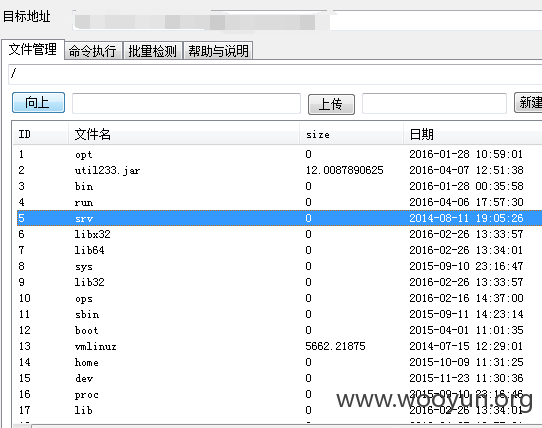 目标地址
文件管理 命令执行 批量检测 帮助与说明
/
向上 上传 新建
ID 文件名 size 日期
1 opt 0 2016-01-28 10:59:01
2 util233.jar 12.0087890625 2016-04-07 12:51:38
3 bin 0 2016-01-28 00:35:58
4 run 0 2016-04-06 17:57:30
5 srv 0 2014-08-11 19:05:26
6 libx32 0 2016-02-26 13:33:57
7 lib64 0 2016-02-26 13:34:01
8 sys 0 2015-09-10 23:16:47
9 lib32 0 2016-02-26 13:33:57
10 ops 0 2016-02-16 14:37:00
11 sbin 0 2015-09-11 14:23:14
12 boot 0 2015-04-01 11:01:35
13 vmlinuz 5662.21875 2014-07-15 12:29:01
14 home 0 2015-10-09 11:31:25
15 dev 0 2015-11-23 11:30:36
16 proc 0 2015-09-10 23:16:46
17 lib 0 2016-02-26 13:34:01
www.wooyun.org